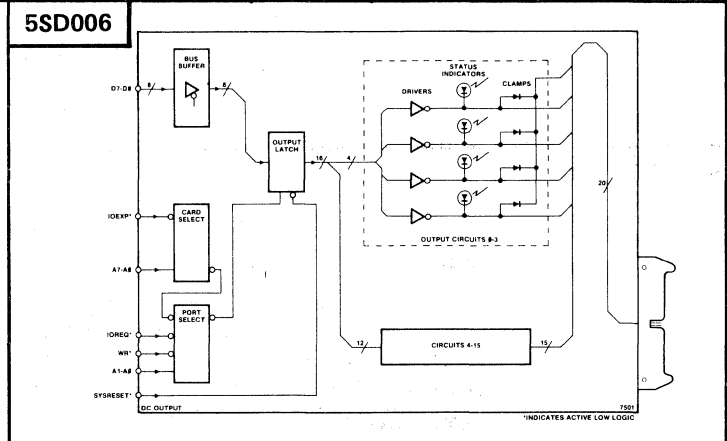 5SD006
BUS
BUFFER
D7-D0
8
8
STATUS
INDICATORS
DRIVERS
CLAMPS
OUTPUT
LATCH
16
4
20
OUTPUT CIRCUITS 0-3
IOEXP*
CARD
SELECT
A7-A0
PORT
SELECT
IOREQ*
WR*
A1-A0
12
CIRCUITS 4-15
15
SYSRESET*
DC OUTPUT
7501
*INDICATES ACTIVE LOW LOGIC